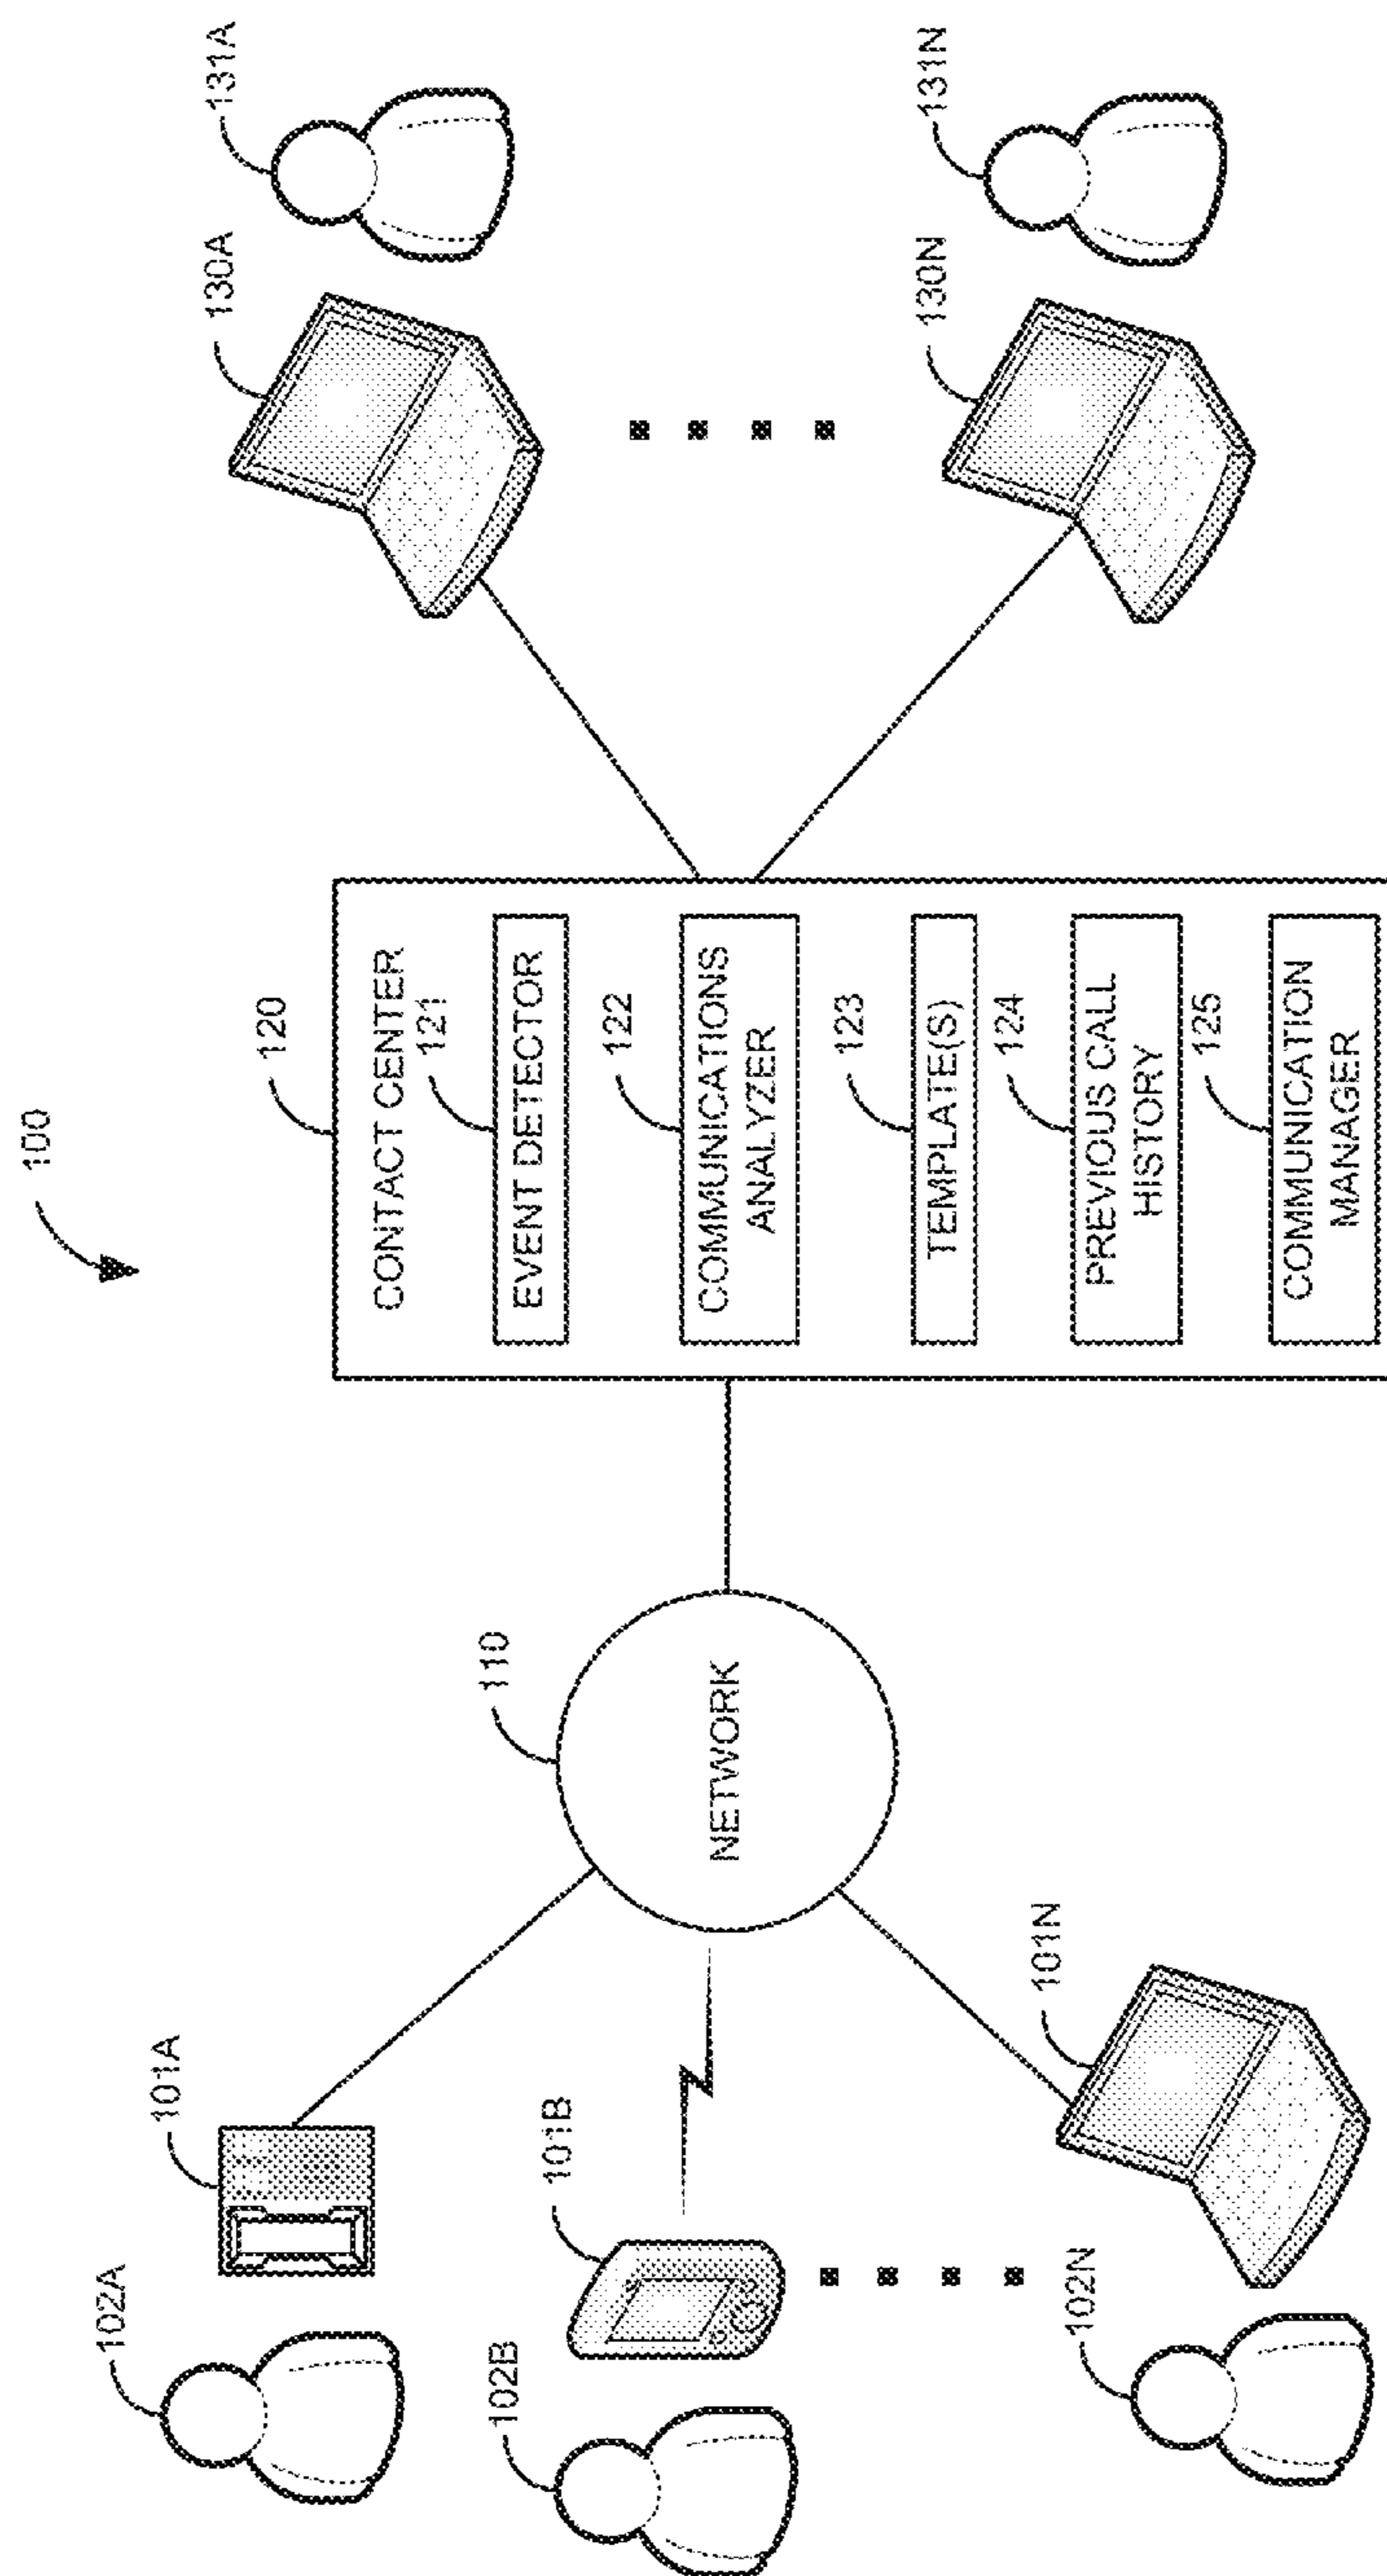 100
102A
101A
102B
101B
102N
101N
110
NETWORK
120
CONTACT CENTER
121
EVENT DETECTOR
122
COMMUNICATIONS
ANALYZER
123
TEMPLATE(S)
124
PREVIOUS CALL
HISTORY
125
COMMUNICATION
MANAGER
130A
131A
130N
131N